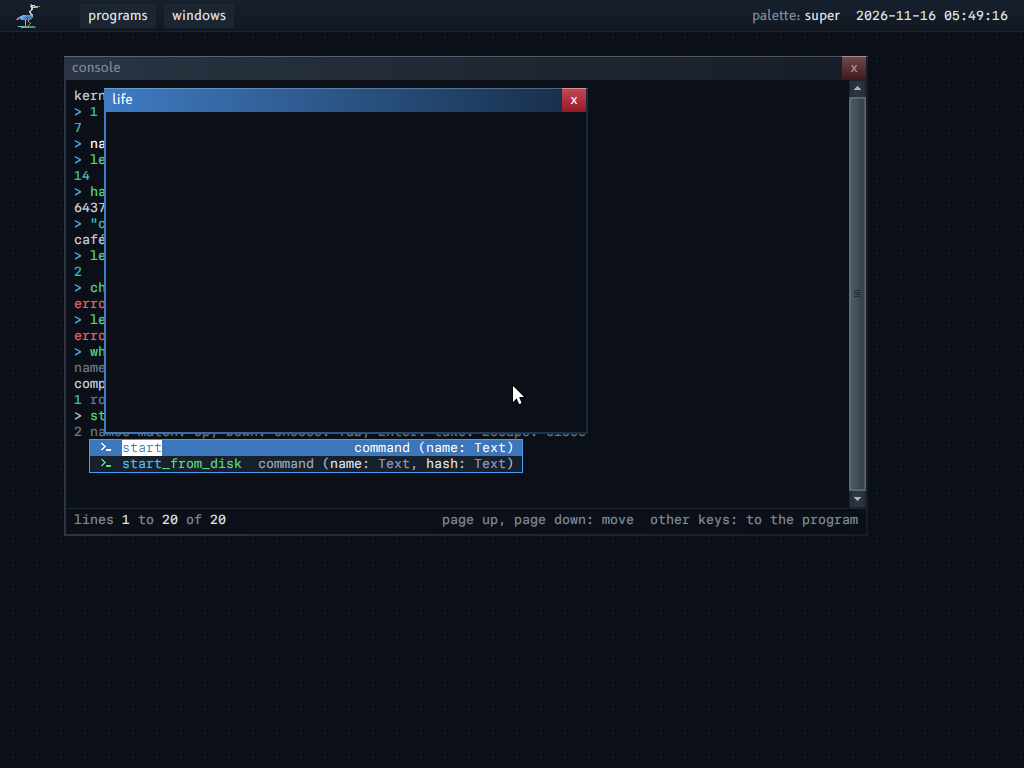 programs windows palette: super 2026-11-16 05:49:16
console x
kern
life x
> 1
7
> na
> le
14
> ha
6437
> "c
café
> le
2
> ch
erro
> le
erro
> wh
name
comp
1 ro
> st
start command (name: Text)
start_from_disk command (name: Text, hash: Text)
lines 1 to 20 of 20 page up, page down: move other keys: to the program